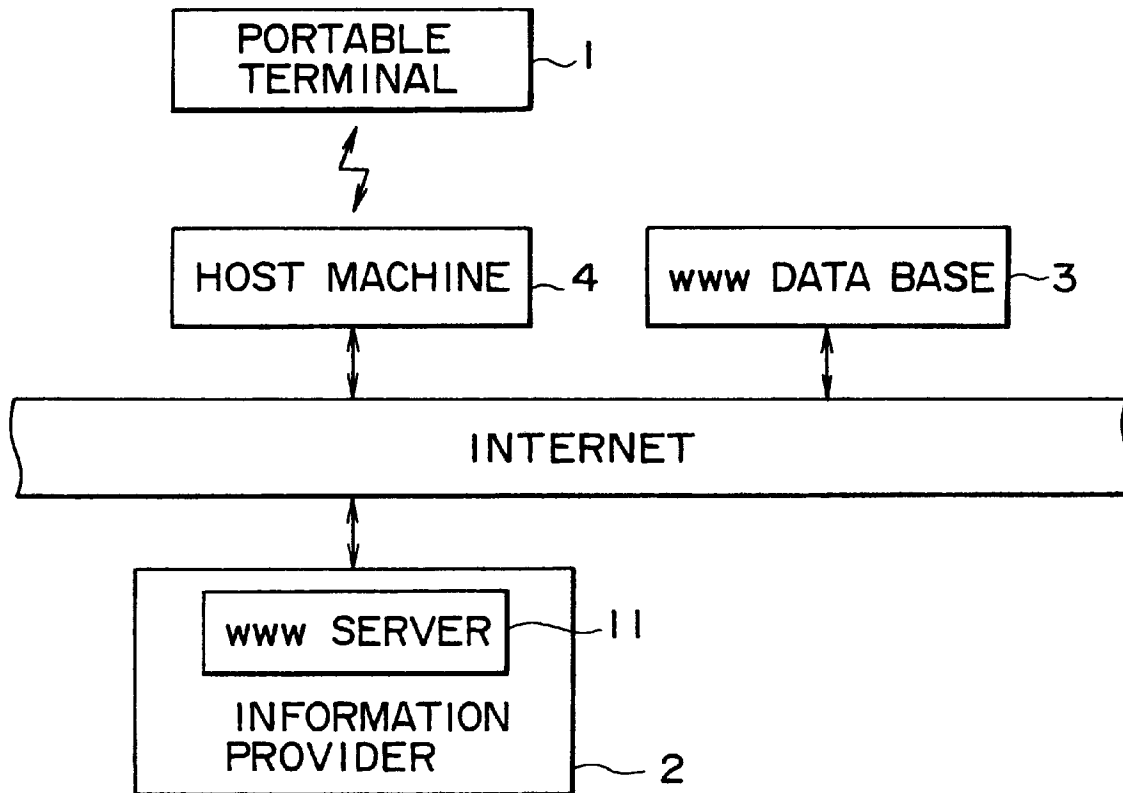 PORTABLE
TERMINAL
1
HOST MACHINE
4
www DATA BASE
3
INTERNET
www SERVER
11
INFORMATION
PROVIDER
2